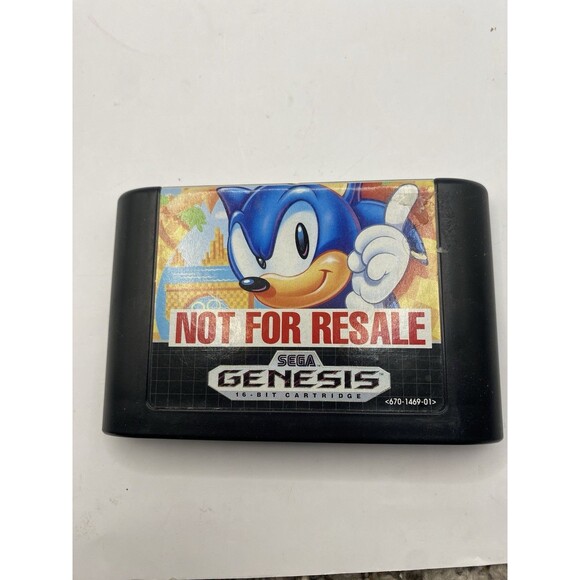 NOT FOR RESALE
SEGA
GENESIS
16-BIT CARTRIDGE
<670-1469-01>